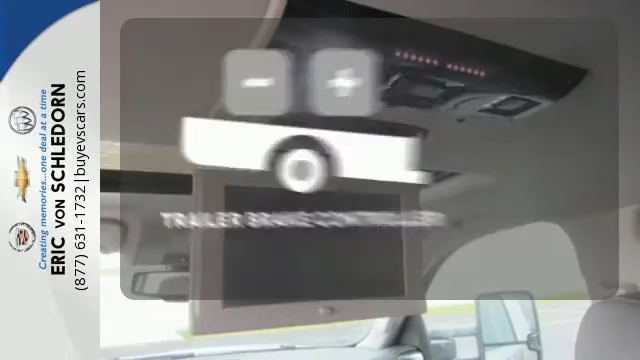 Creating memories...one deal at a time
ERIC VON SCHLEDORN
(877) 631-1732|buyevscars.com
TRAILER BRAKE CONTROLLER